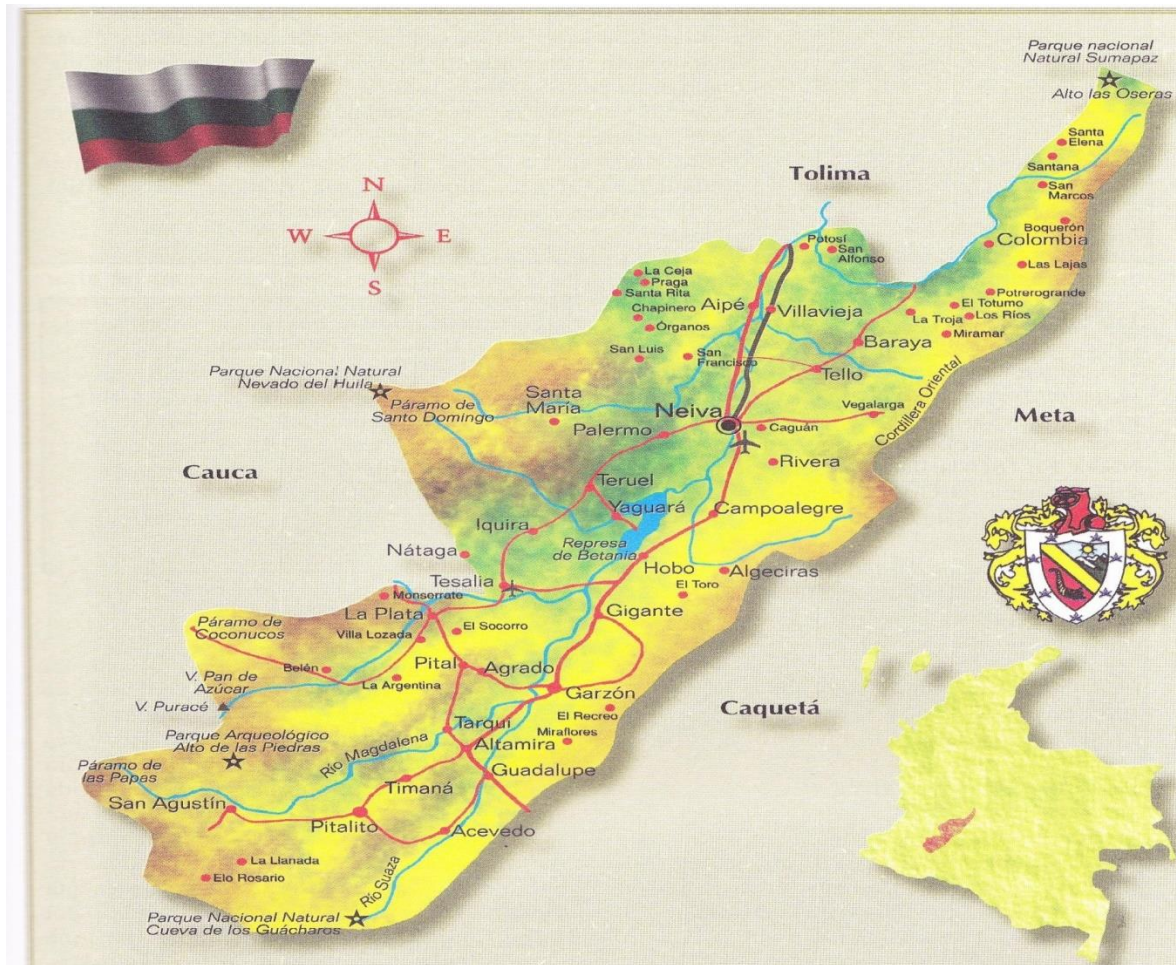 Parque nacional
Natural Sumapaz
Alto las Oseras
Santa
Elena
Santana
San
Marcos
Tolima
N
W
E
S
Boquerón
Colombia
Potosí
San
Alfonso
Las Lajas
La Ceja
Praga
Santa Rita
Chapinero
Órganos
San Luis
San
Francisco
Aipé
Villavieja
Potrerogrande
El Totumo
La Troja
Los Ríos
Miramar
Baraya
Tello
Parque Nacional Natural
Nevado del Huila
Páramo de
Santo Domingo
Santa
María
Neiva
Vegalarga
Cordillera Oriental
Meta
Palermo
Caguán
Rivera
Cauca
Teruel
Yaguará
Campoalegre
Iquira
Represa
de Betania
Nátaga
Hobo
Algeciras
El Toro
Tesalia
Monserrate
La Plata
Gigante
Páramo de
Coconucos
Villa Lozada
El Socorro
Belén
Pital
Agrado
V. Pan de
Azúcar
La Argentina
Garzón
V. Puracé
El Recreo
Caquetá
Parque Arqueológico
Alto de las Piedras
Río Magdalena
Tarqui
Miraflores
Altamira
Páramo de
las Papas
Guadalupe
Timaná
San Agustín
Pitalito
Acevedo
La Llanada
Elo Rosario
Río Suaza
Parque Nacional Natural
Cueva de los Guácharos